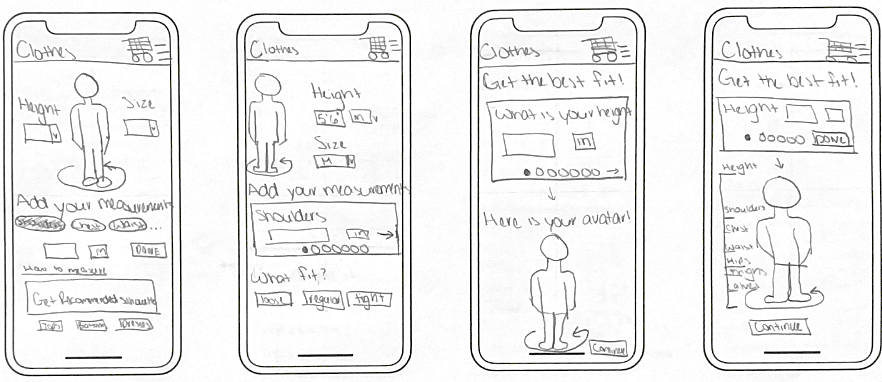 Clothes
Height
Size
Add your measurements
Shoulders
Chest
Waist...
in
DONE
How to measure
Get Recommended silhouette
Tops
Bottoms
Dresses
Clothes
Height
5'6"
in
Size
M
Add your measurements
Shoulders
in
What fit?
loose
regular
tight
Clothes
Get the best fit!
What is your height
in
Here is your avatar!
Continue
Clothes
Get the best fit!
Height
DONE
Height
Shoulders
Chest
Waist
Hips
Thighs
Calves
Continue